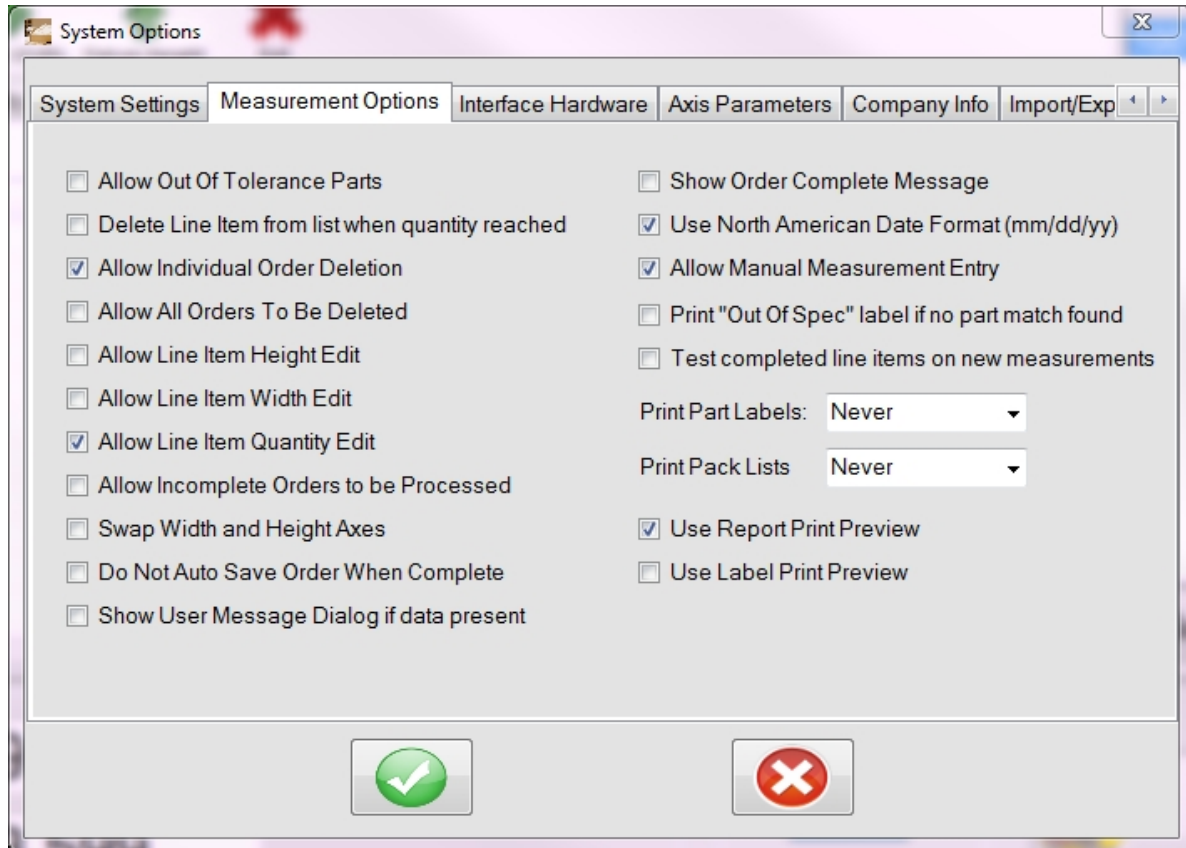 System Options
System Settings Measurement Options Interface Hardware Axis Parameters Company Info Import/Exp
Allow Out Of Tolerance Parts
Delete Line Item from list when quantity reached
Allow Individual Order Deletion
Allow All Orders To Be Deleted
Allow Line Item Height Edit
Allow Line Item Width Edit
Allow Line Item Quantity Edit
Allow Incomplete Orders to be Processed
Swap Width and Height Axes
Do Not Auto Save Order When Complete
Show User Message Dialog if data present
Show Order Complete Message
Use North American Date Format (mm/dd/yy)
Allow Manual Measurement Entry
Print "Out Of Spec" label if no part match found
Test completed line items on new measurements
Print Part Labels: Never
Print Pack Lists Never
Use Report Print Preview
Use Label Print Preview